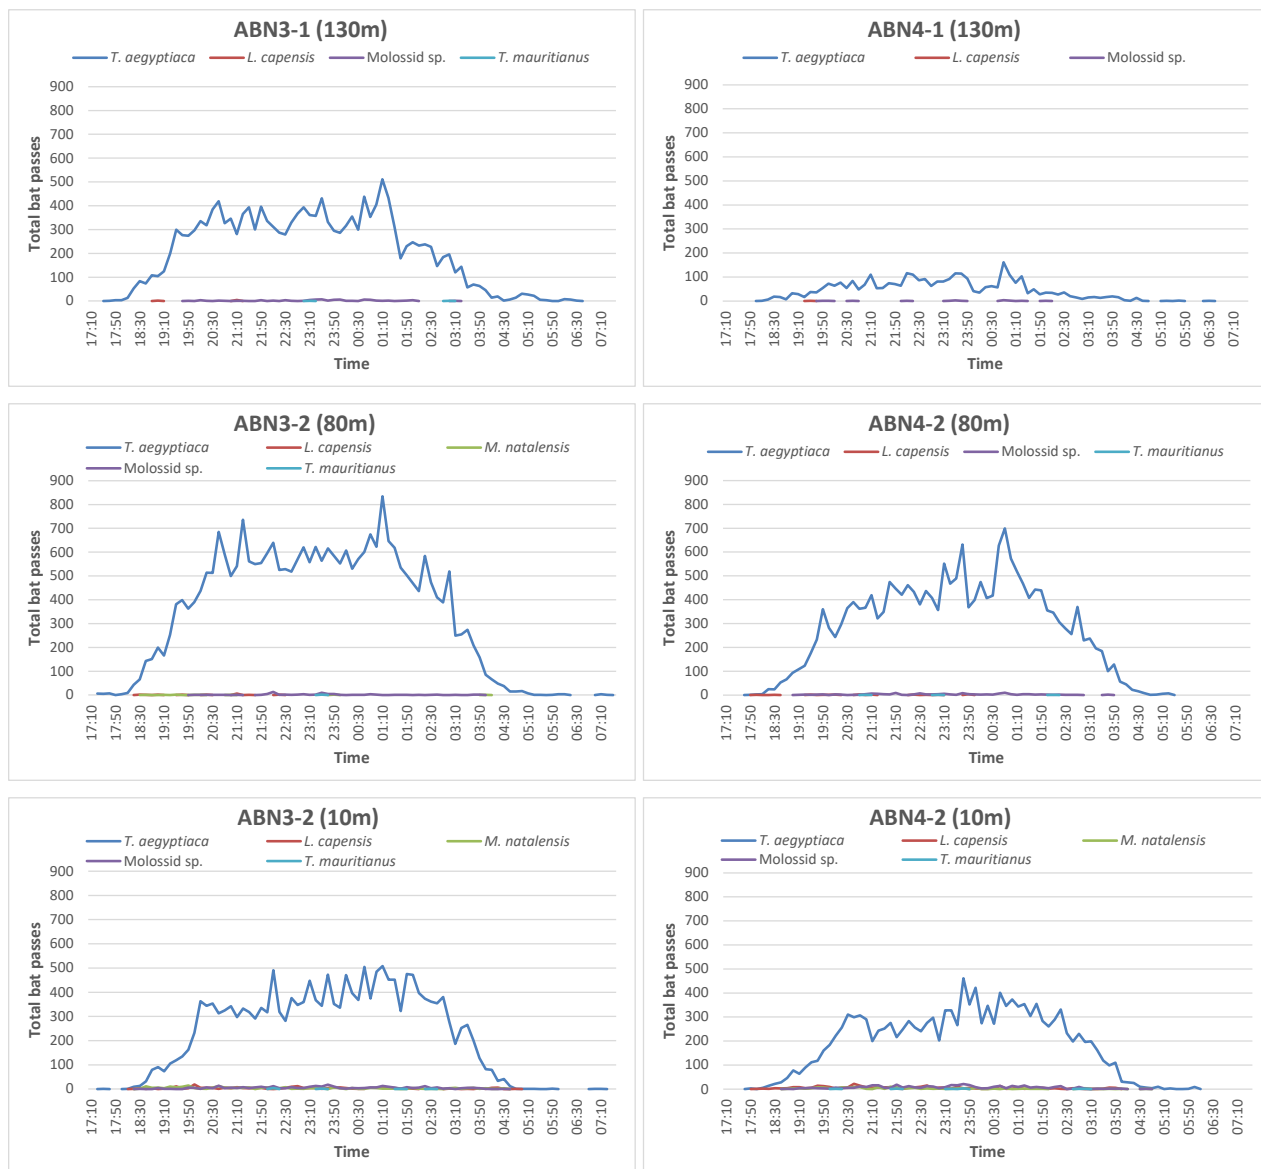 ABN3-1 (130m)
T. aegyptiaca L. capensis Molossid sp. T. mauritianus
900
800
700
600
500
400
300
200
100
0
Total bat passes
17:10 17:50 18:30 19:10 19:50 20:30 21:10 21:50 22:30 23:10 23:50 00:30 01:10 01:50 02:30 03:10 03:50 04:30 05:10 05:50 06:30 07:10
Time
ABN4-1 (130m)
T. aegyptiaca L. capensis Molossid sp.
900
800
700
600
500
400
300
200
100
0
Total bat passes
17:10 17:50 18:30 19:10 19:50 20:30 21:10 21:50 22:30 23:10 23:50 00:30 01:10 01:50 02:30 03:10 03:50 04:30 05:10 05:50 06:30 07:10
Time
ABN3-2 (80m)
T. aegyptiaca L. capensis M. natalensis
Molossid sp. T. mauritianus
900
800
700
600
500
400
300
200
100
0
Total bat passes
17:10 17:50 18:30 19:10 19:50 20:30 21:10 21:50 22:30 23:10 23:50 00:30 01:10 01:50 02:30 03:10 03:50 04:30 05:10 05:50 06:30 07:10
Time
ABN4-2 (80m)
T. aegyptiaca L. capensis Molossid sp. T. mauritianus
900
800
700
600
500
400
300
200
100
0
Total bat passes
17:10 17:50 18:30 19:10 19:50 20:30 21:10 21:50 22:30 23:10 23:50 00:30 01:10 01:50 02:30 03:10 03:50 04:30 05:10 05:50 06:30 07:10
Time
ABN3-2 (10m)
T. aegyptiaca L. capensis M. natalensis
Molossid sp. T. mauritianus
900
800
700
600
500
400
300
200
100
0
Total bat passes
17:10 17:50 18:30 19:10 19:50 20:30 21:10 21:50 22:30 23:10 23:50 00:30 01:10 01:50 02:30 03:10 03:50 04:30 05:10 05:50 06:30 07:10
Time
ABN4-2 (10m)
T. aegyptiaca L. capensis M. natalensis
Molossid sp. T. mauritianus
900
800
700
600
500
400
300
200
100
0
Total bat passes
17:10 17:50 18:30 19:10 19:50 20:30 21:10 21:50 22:30 23:10 23:50 00:30 01:10 01:50 02:30 03:10 03:50 04:30 05:10 05:50 06:30 07:10
Time